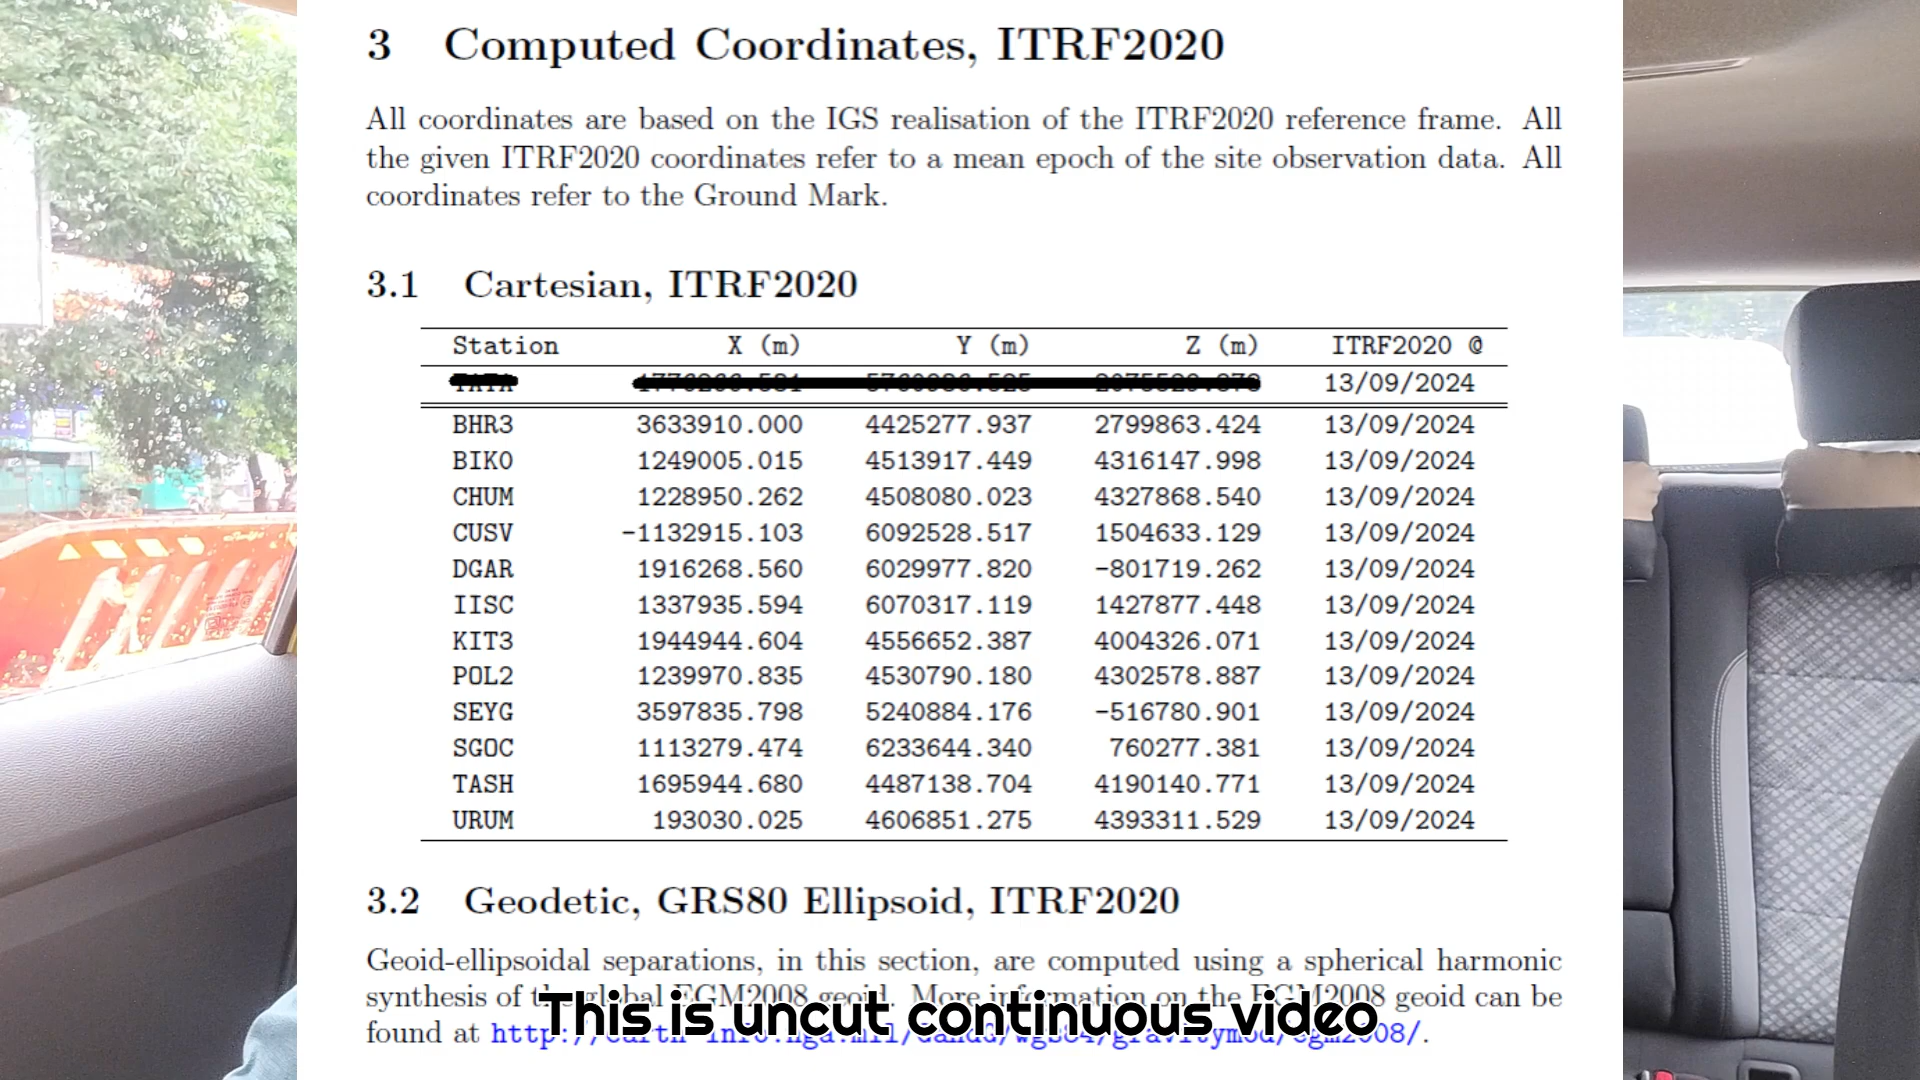 3 Computed Coordinates, ITRF2020
All coordinates are based on the IGS realisation of the ITRF2020 reference frame. All
the given ITRF2020 coordinates refer to a mean epoch of the site observation data. All
coordinates refer to the Ground Mark.
3.1 Cartesian, ITRF2020
Station X (m) Y (m) Z (m) ITRF2020 @
13/09/2024
BHR3 3633910.000 4425277.937 2799863.424 13/09/2024
BIK0 1249005.015 4513917.449 4316147.998 13/09/2024
CHUM 1228950.262 4508080.023 4327868.540 13/09/2024
CUSV -1132915.103 6092528.517 1504633.129 13/09/2024
DGAR 1916268.560 6029977.820 -801719.262 13/09/2024
IISC 1337935.594 6070317.119 1427877.448 13/09/2024
KIT3 1944944.604 4556652.387 4004326.071 13/09/2024
POL2 1239970.835 4530790.180 4302578.887 13/09/2024
SEYG 3597835.798 5240884.176 -516780.901 13/09/2024
SGOC 1113279.474 6233644.340 760277.381 13/09/2024
TASH 1695944.680 4487138.704 4190140.771 13/09/2024
URUM 193030.025 4606851.275 4393311.529 13/09/2024
3.2 Geodetic, GRS80 Ellipsoid, ITRF2020
Geoid-ellipsoidal separations, in this section, are computed using a spherical harmonic
synthesis of the global EGM2008 geoid. More information on the EGM2008 geoid can be
This is uncut continuous video
found at